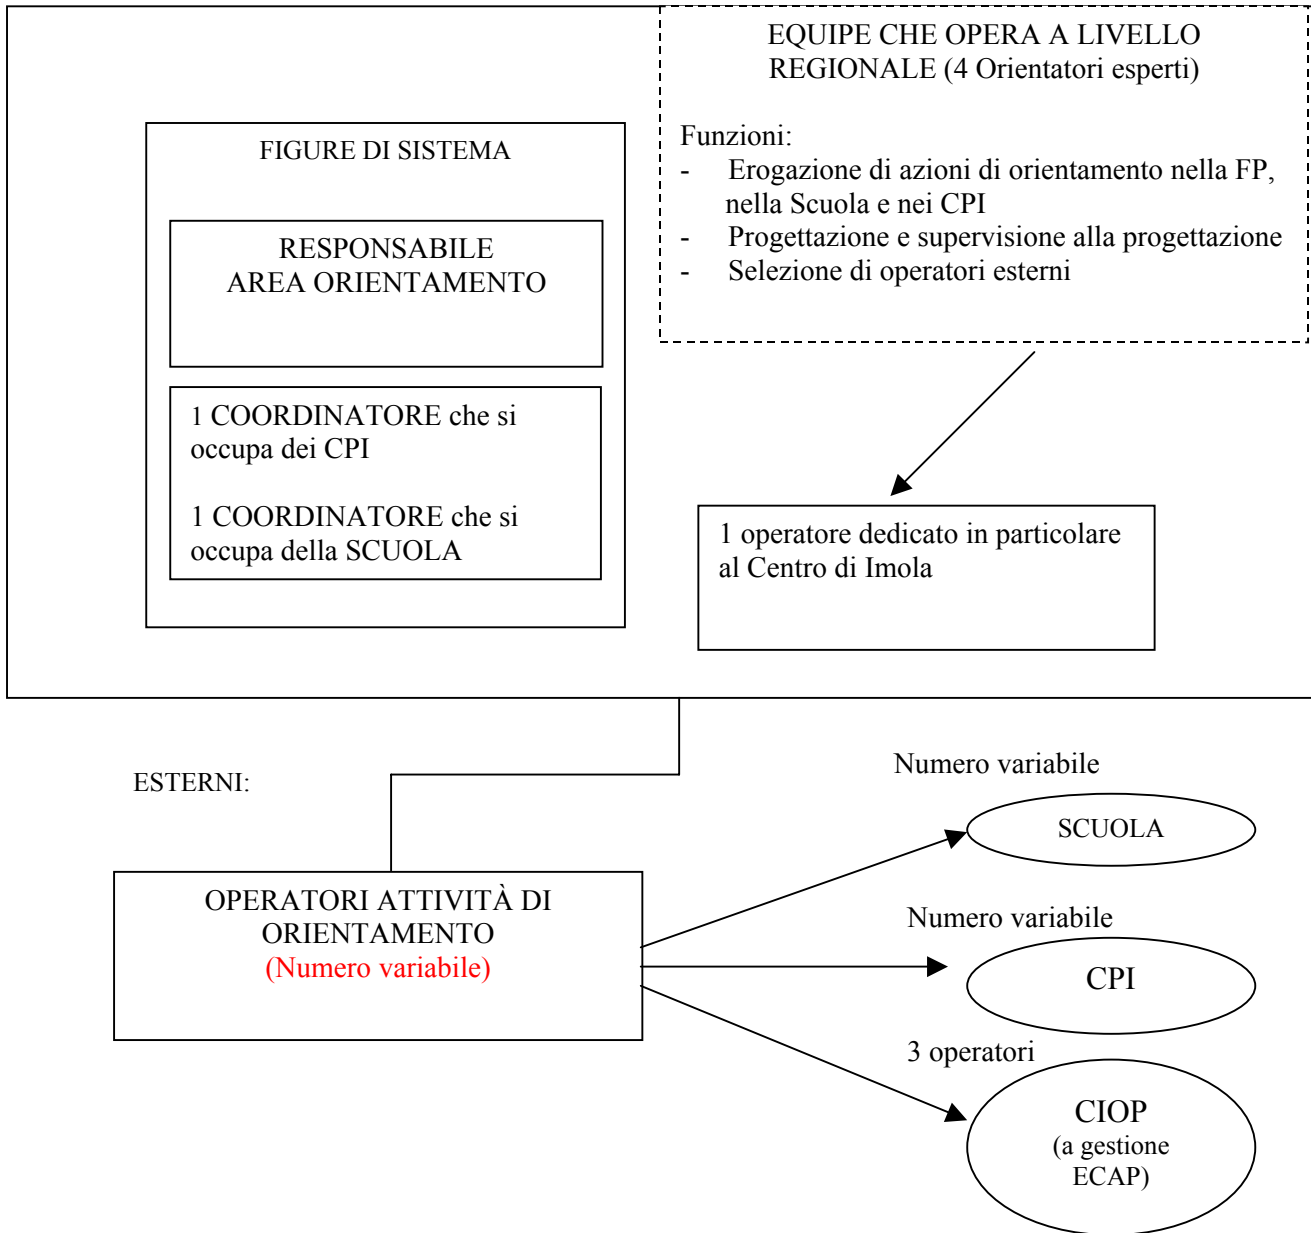 EQUIPE CHE OPERA A LIVELLO
REGIONALE (4 Orientatori esperti)
Funzioni:
- Erogazione di azioni di orientamento nella FP,
nella Scuola e nei CPI
- Progettazione e supervisione alla progettazione
- Selezione di operatori esterni
FIGURE DI SISTEMA
RESPONSABILE
AREA ORIENTAMENTO
1 COORDINATORE che si
occupa dei CPI
1 COORDINATORE che si
occupa della SCUOLA
1 operatore dedicato in particolare
al Centro di Imola
ESTERNI:
OPERATORI ATTIVITÀ DI
ORIENTAMENTO
(Numero variabile)
Numero variabile
SCUOLA
Numero variabile
CPI
3 operatori
CIOP
(a gestione
ECAP)